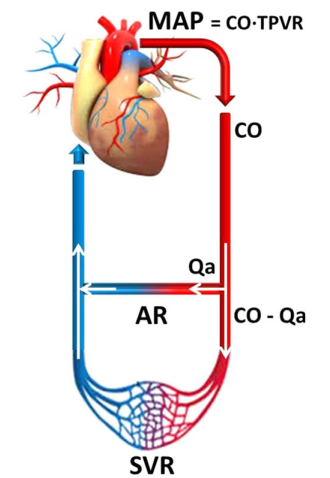 MAP = CO·TPVR
CO
Qa
AR
CO - Qa
SVR